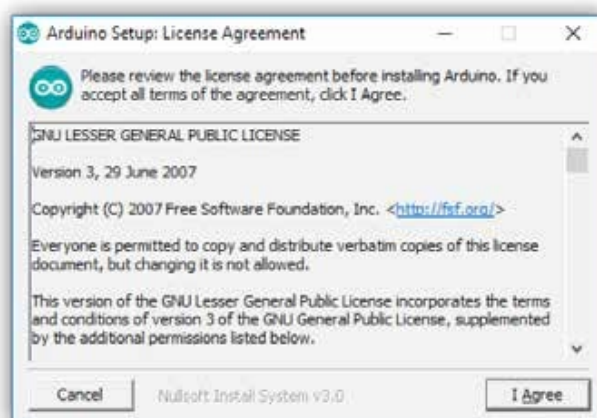 Arduino Setup: License Agreement
Please review the license agreement before installing Arduino. If you
accept all terms of the agreement, click I Agree.
GNU LESSER GENERAL PUBLIC LICENSE
Version 3, 29 June 2007
Copyright (C) 2007 Free Software Foundation, Inc. <http://fsf.org/>
Everyone is permitted to copy and distribute verbatim copies of this license
document, but changing it is not allowed.
This version of the GNU Lesser General Public License incorporates the terms
and conditions of version 3 of the GNU General Public License, supplemented
by the additional permissions listed below.
Cancel Nullsoft Install System v3.0 I Agree